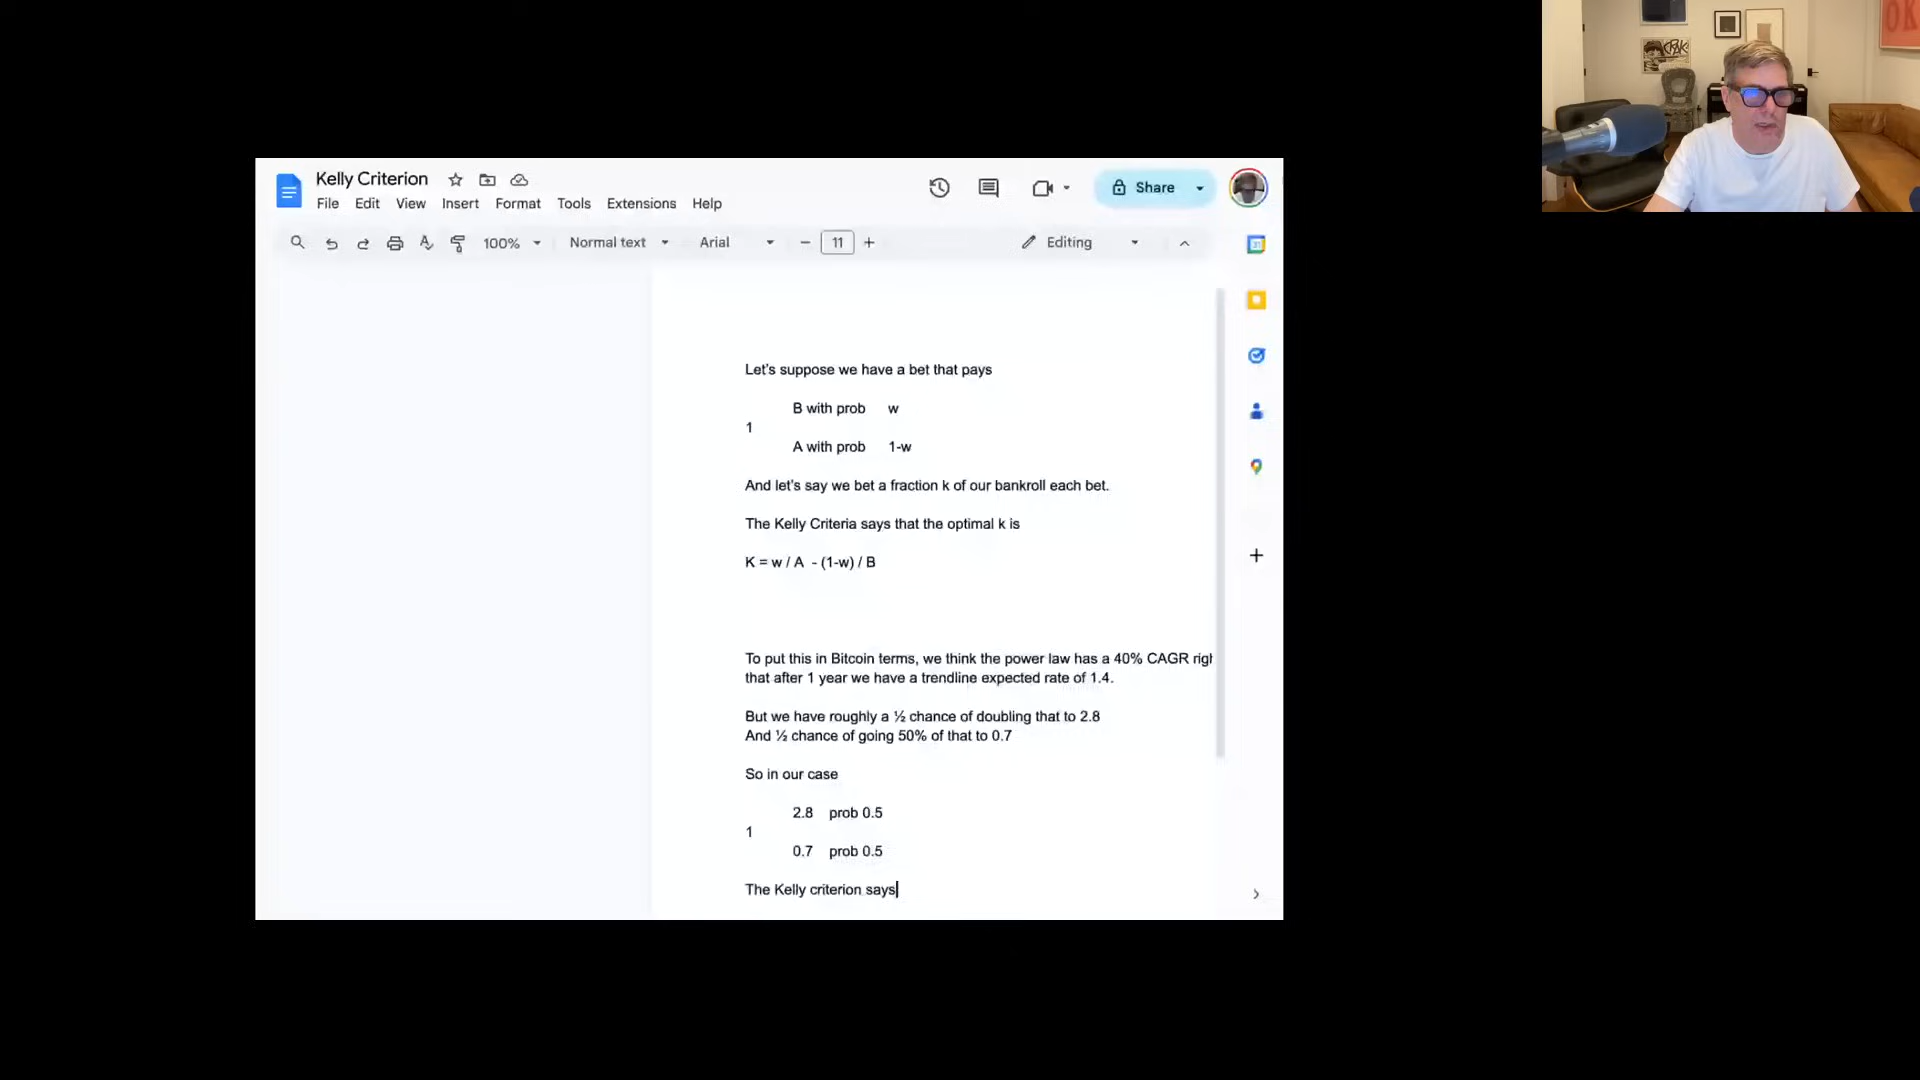 Kelly Criterion
File Edit View Insert Format Tools Extensions Help
Share
100% Normal text Arial 11 Editing
Let's suppose we have a bet that pays
B with prob w
1
A with prob 1-w
And let's say we bet a fraction k of our bankroll each bet.
The Kelly Criteria says that the optimal k is
K = w / A - (1-w) / B
To put this in Bitcoin terms, we think the power law has a 40% CAGR
that after 1 year we have a trendline expected rate of 1.4.
But we have roughly a ½ chance of doubling that to 2.8
And ½ chance of going 50% of that to 0.7
So in our case
2.8 prob 0.5
1
0.7 prob 0.5
The Kelly criterion says
OK